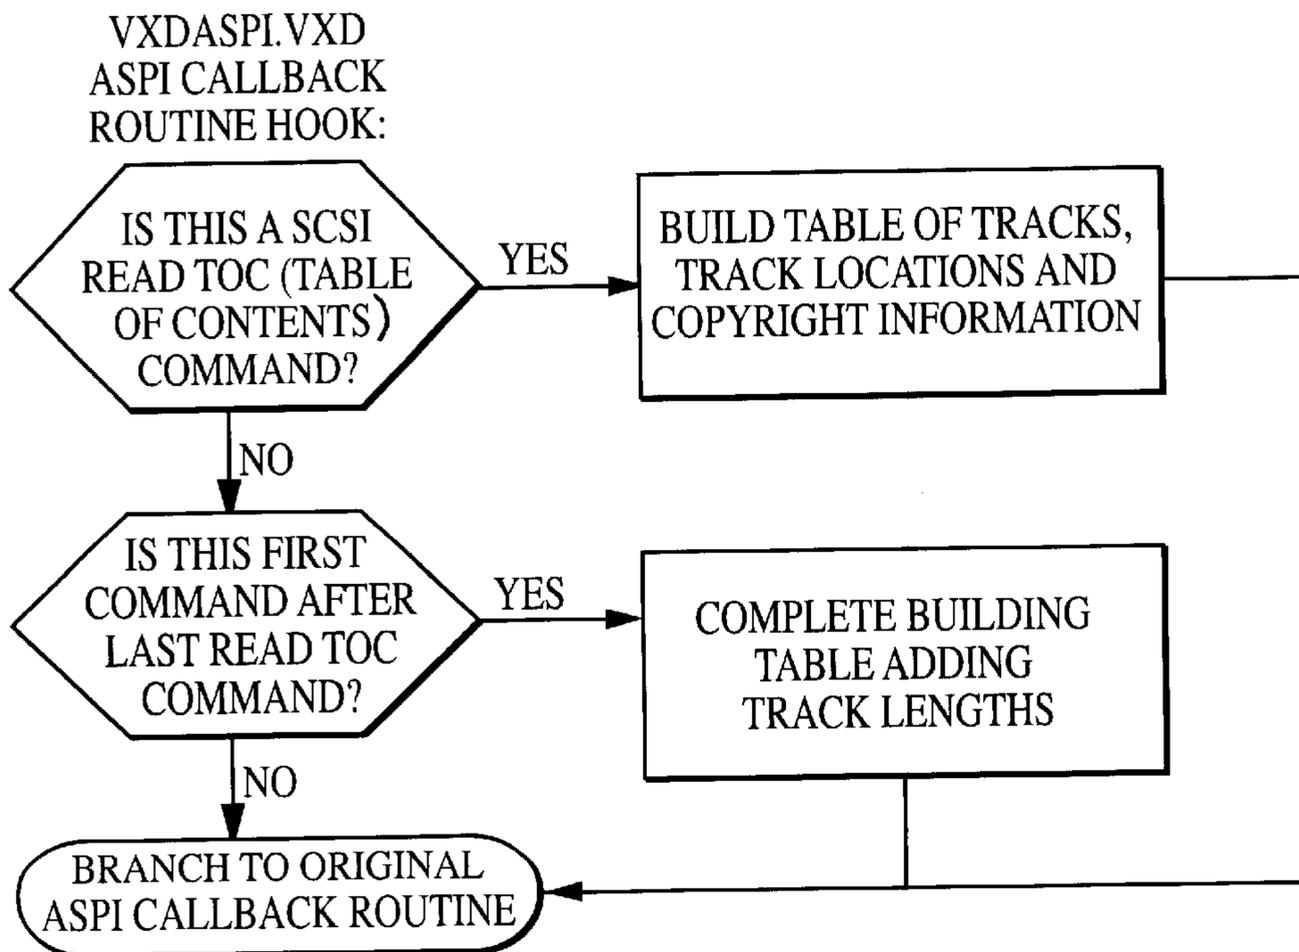 VXDASPI.VXD
ASPI CALLBACK
ROUTINE HOOK:
IS THIS A SCSI
READ TOC (TABLE
OF CONTENTS)
COMMAND?
YES
BUILD TABLE OF TRACKS,
TRACK LOCATIONS AND
COPYRIGHT INFORMATION
NO
IS THIS FIRST
COMMAND AFTER
LAST READ TOC
COMMAND?
YES
COMPLETE BUILDING
TABLE ADDING
TRACK LENGTHS
NO
BRANCH TO ORIGINAL
ASPI CALLBACK ROUTINE